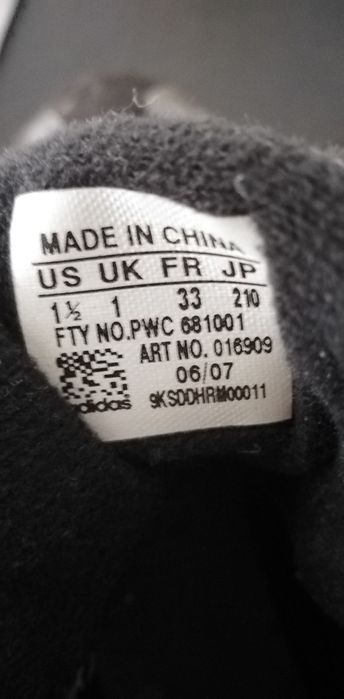 MADE IN CHINA
US UK FR JP
1½ 1 33 210
FTY NO.PWC 681001
ART NO. 016909
06/07
adidas 9KSDDHRM00011